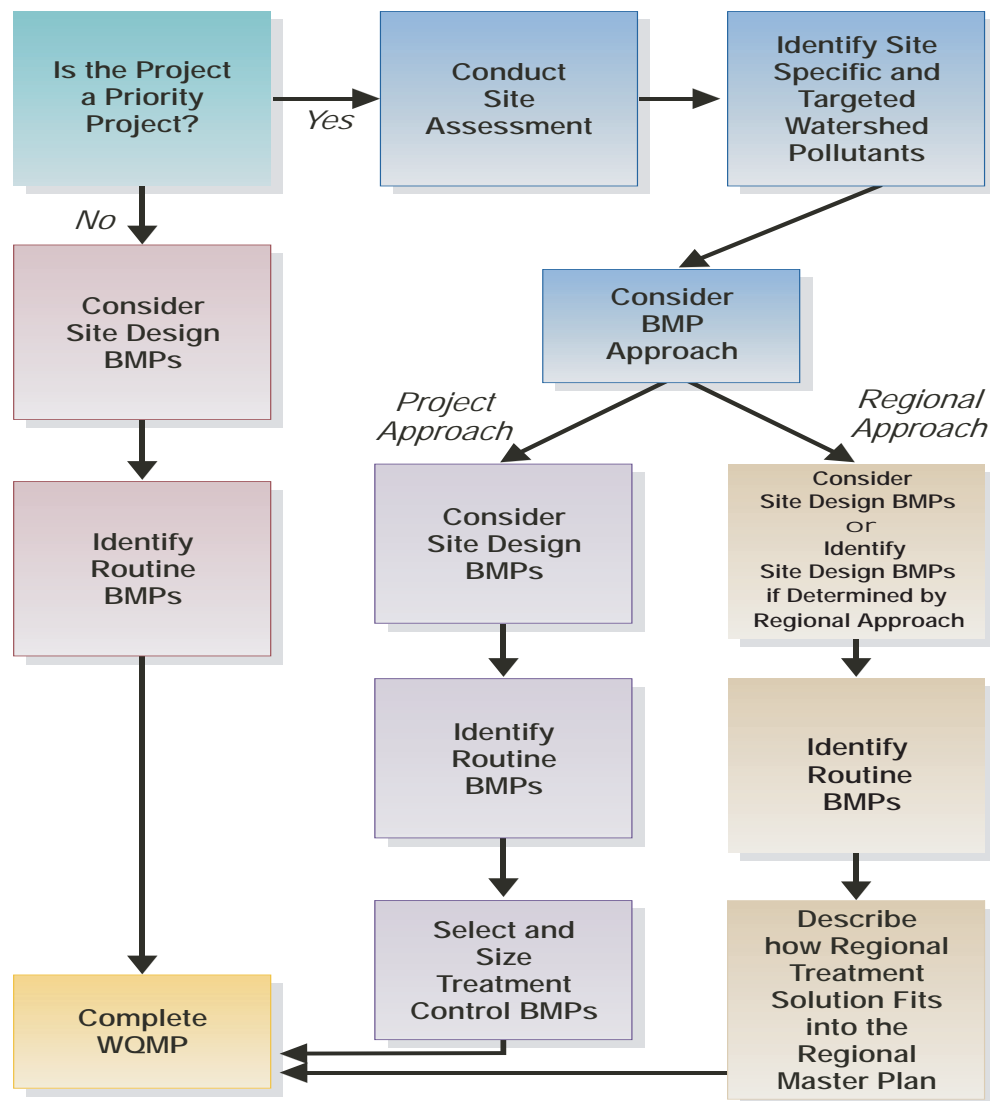 Is the Project
a Priority
Project?
Yes
Conduct
Site
Assessment
Identify Site
Specific and
Targeted
Watershed
Pollutants
No
Consider
Site Design
BMPs
Identify
Routine
BMPs
Consider
BMP
Approach
Project
Approach
Regional
Approach
Consider
Site Design
BMPs
Identify
Routine
BMPs
Select and
Size
Treatment
Control BMPs
Consider
Site Design BMPs
or
Identify
Site Design BMPs
if Determined by
Regional Approach
Identify
Routine
BMPs
Describe
how Regional
Treatment
Solution Fits
into the
Regional
Master Plan
Complete
WQMP